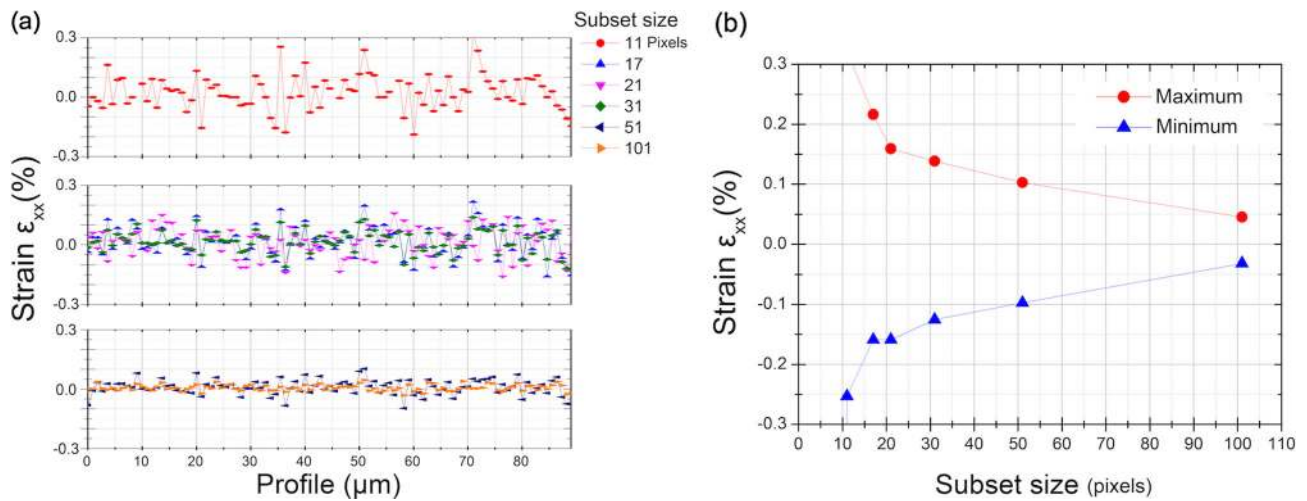 (a)
Subset size
11 Pixels
17
21
31
51
101
0.3
0.0
-0.3
0.3
0.0
-0.3
0.3
0.0
-0.3
Strain εxx(%)
0 10 20 30 40 50 60 70 80
Profile (μm)
(b)
0.3
0.2
0.1
0.0
-0.1
-0.2
-0.3
Strain εxx(%)
Maximum
Minimum
0 10 20 30 40 50 60 70 80 90 100 110
Subset size (pixels)